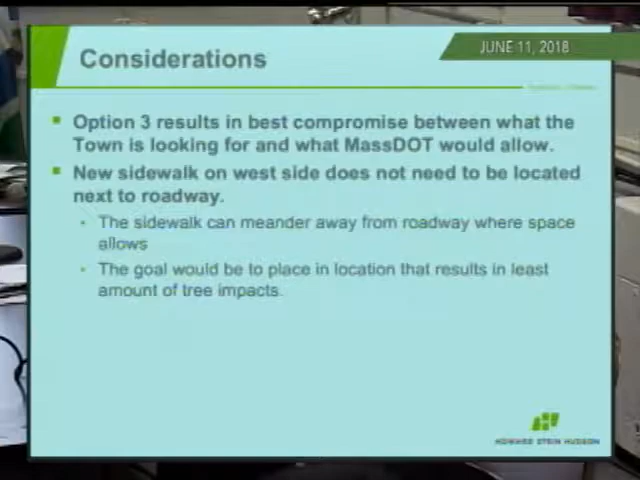 Considerations
JUNE 11, 2018
Option 3 results in best compromise between what the
Town is looking for and what MassDOT would allow.
New sidewalk on west side does not need to be located
next to roadway.
The sidewalk can meander away from roadway where space
allows
The goal would be to place in location that results in least
amount of tree impacts.
HOWARD STEIN HUDSON